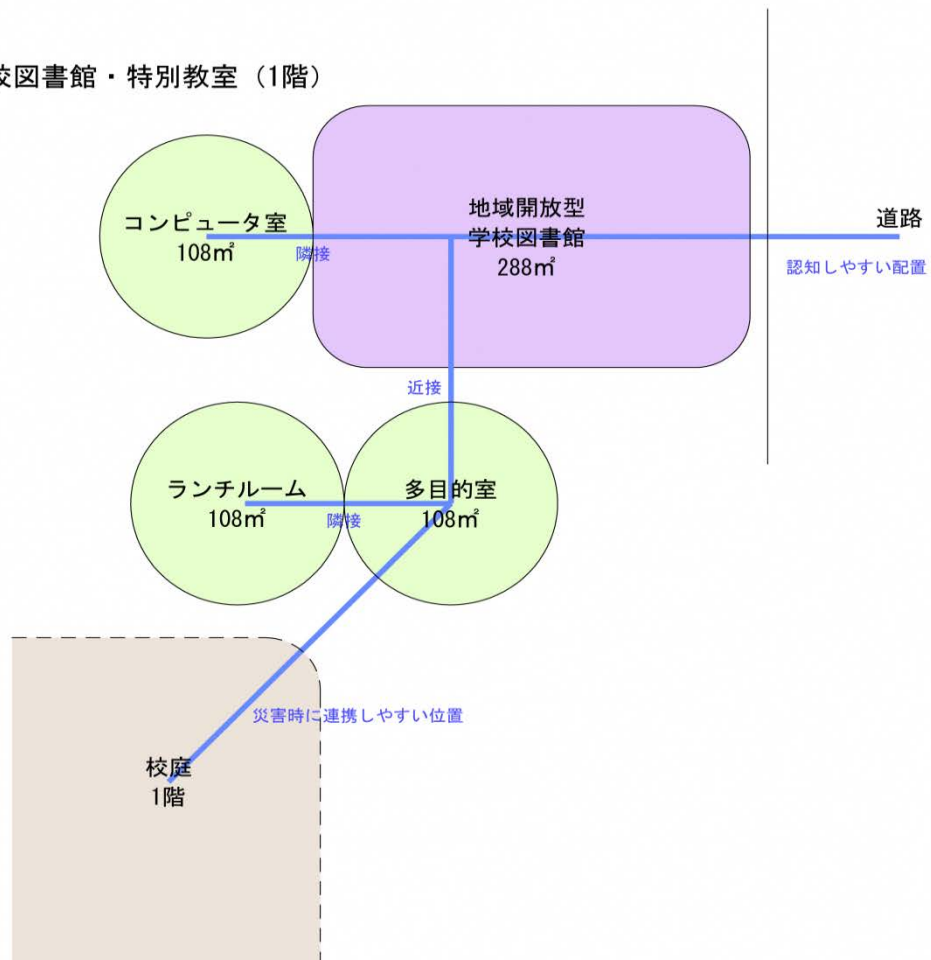 校図書館・特別教室（1階）
コンピュータ室
108㎡
隣接
地域開放型
学校図書館
288㎡
道路
認知しやすい配置
近接
ランチルーム
108㎡
隣接
多目的室
108㎡
災害時に連携しやすい位置
校庭
1階